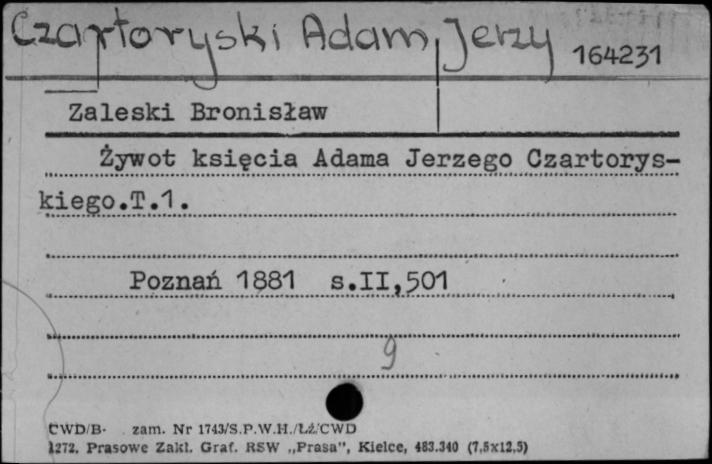 Czartoryski Adam Jerzy 164231
Zaleski Bronisław
Żywot księcia Adama Jerzego Czartorys-
kiego.T.1.
Poznań 1881 s.II,501
9
CWD/B- zam. Nr 1743/S.P.W.H./ŁŻ/CWD
1272. Prasowe Zakł. Graf. RSW „Prasa", Kielce, 483.340 (7,5x12,5)